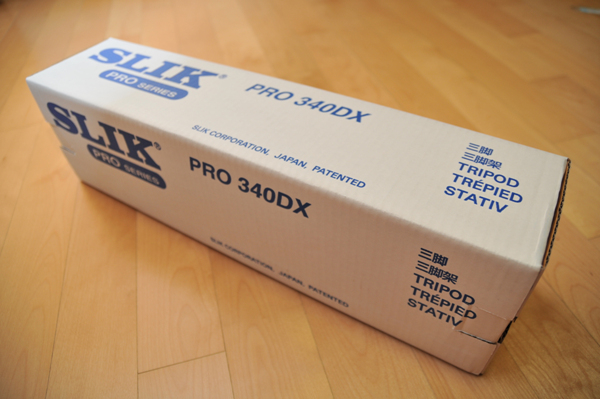 SLIK®
PRO SERIES
PRO 340DX
SLIK CORPORATION, JAPAN, PATENTED
三脚
三脚架
TRIPOD
TRÉPIED
STATIV
SLIK®
PRO SERIES
PRO 340DX
SLIK CORPORATION, JAPAN, PATENTED
三脚
三脚架
TRIPOD
TRÉPIED
STATIV